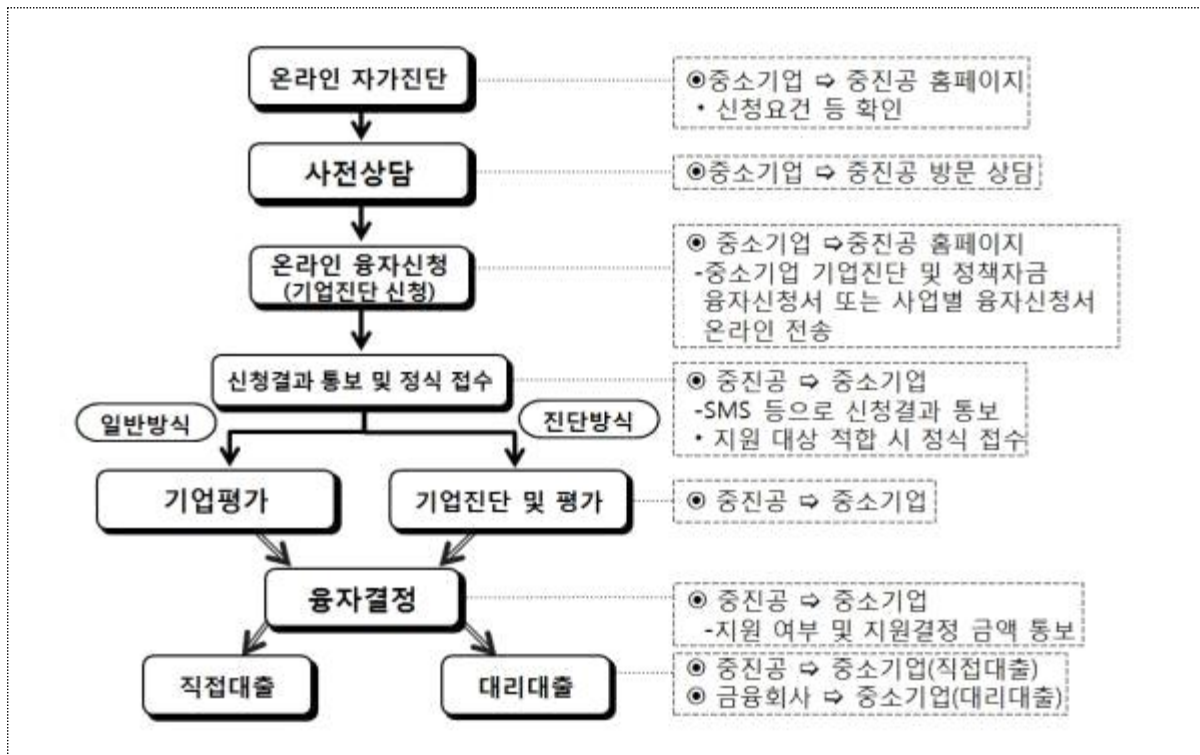 온라인 자가진단
◉중소기업 ⇨ 중진공 홈페이지
• 신청요건 등 확인
사전상담
◉중소기업 ⇨ 중진공 방문 상담
온라인 융자신청
(기업진단 신청)
◉ 중소기업 ⇨중진공 홈페이지
-중소기업 기업진단 및 정책자금
융자신청서 또는 사업별 융자신청서
온라인 전송
신청결과 통보 및 정식 접수
◉ 중진공 ⇨ 중소기업
-SMS 등으로 신청결과 통보
• 지원 대상 적합 시 정식 접수
일반방식
진단방식
기업평가
기업진단 및 평가
◉ 중진공 ⇨ 중소기업
융자결정
◉ 중진공 ⇨ 중소기업
-지원 여부 및 지원결정 금액 통보
직접대출
대리대출
◉ 중진공 ⇨ 중소기업(직접대출)
◉ 금융회사 ⇨ 중소기업(대리대출)